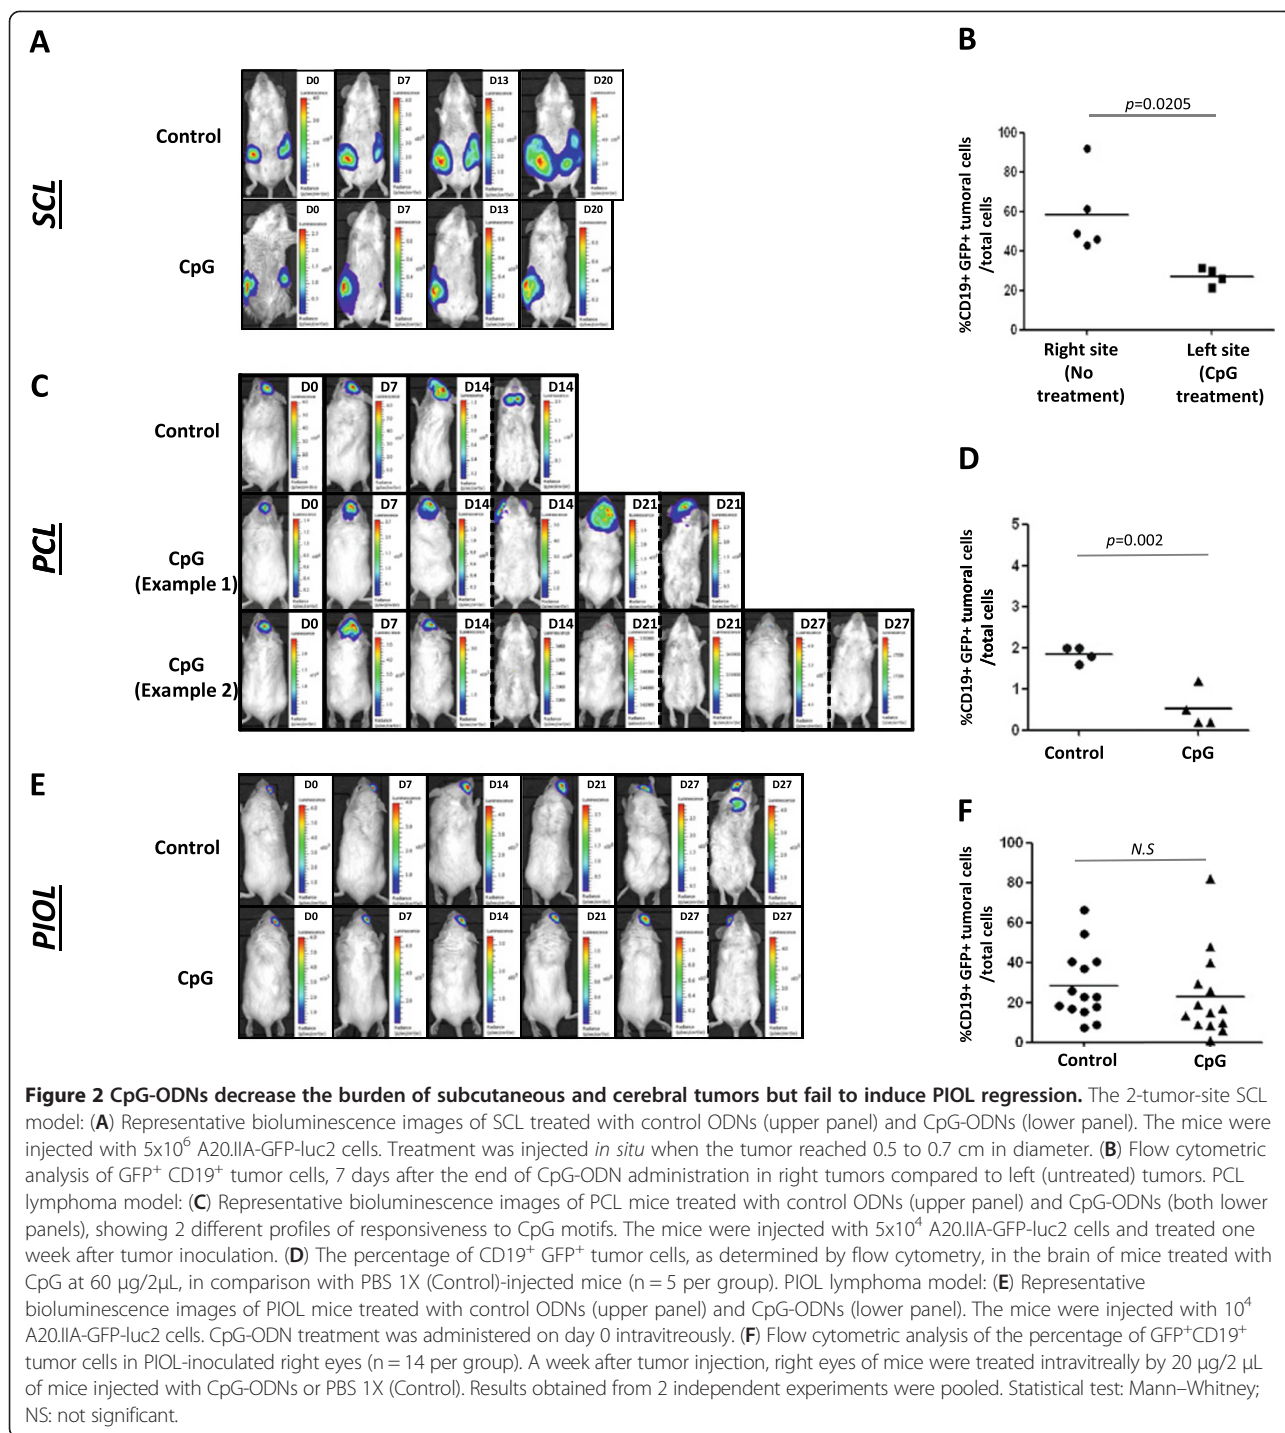 A
SCL
Control
D0
D7
D13
D20
CpG
D0
D7
D13
D20
B
p=0.0205
%CD19+ GFP+ tumoral cells
/total cells
100
80
60
40
20
0
Right site
(No
treatment)
Left site
(CpG
treatment)
C
PCL
Control
D0
D7
D14
D14
CpG
(Example 1)
D0
D7
D14
D14
D21
D21
CpG
(Example 2)
D0
D7
D14
D14
D21
D21
D27
D27
D
p=0.002
%CD19+ GFP+ tumoral cells
/total cells
5
4
3
2
1
0
Control
CpG
E
PIOL
Control
D0
D7
D14
D21
D27
D27
CpG
D0
D7
D14
D21
D27
D27
F
N.S
%CD19+ GFP+ tumoral cells
/total cells
100
80
60
40
20
0
Control
CpG
Figure 2 CpG-ODNs decrease the burden of subcutaneous and cerebral tumors but fail to induce PIOL regression. The 2-tumor-site SCL
model: (A) Representative bioluminescence images of SCL treated with control ODNs (upper panel) and CpG-ODNs (lower panel). The mice were
injected with 5x10⁶ A20.IIA-GFP-luc2 cells. Treatment was injected in situ when the tumor reached 0.5 to 0.7 cm in diameter. (B) Flow cytometric
analysis of GFP⁺ CD19⁺ tumor cells, 7 days after the end of CpG-ODN administration in right tumors compared to left (untreated) tumors. PCL
lymphoma model: (C) Representative bioluminescence images of PCL mice treated with control ODNs (upper panel) and CpG-ODNs (both lower
panels), showing 2 different profiles of responsiveness to CpG motifs. The mice were injected with 5x10⁴ A20.IIA-GFP-luc2 cells and treated one
week after tumor inoculation. (D) The percentage of CD19⁺ GFP⁺ tumor cells, as determined by flow cytometry, in the brain of mice treated with
CpG at 60 µg/2µL, in comparison with PBS 1X (Control)-injected mice (n = 5 per group). PIOL lymphoma model: (E) Representative
bioluminescence images of PIOL mice treated with control ODNs (upper panel) and CpG-ODNs (lower panel). The mice were injected with 10⁴
A20.IIA-GFP-luc2 cells. CpG-ODN treatment was administered on day 0 intravitreously. (F) Flow cytometric analysis of the percentage of GFP⁺CD19⁺
tumor cells in PIOL-inoculated right eyes (n = 14 per group). A week after tumor injection, right eyes of mice were treated intravitreally by 20 µg/2 µL
of mice injected with CpG-ODNs or PBS 1X (Control). Results obtained from 2 independent experiments were pooled. Statistical test: Mann–Whitney;
NS: not significant.